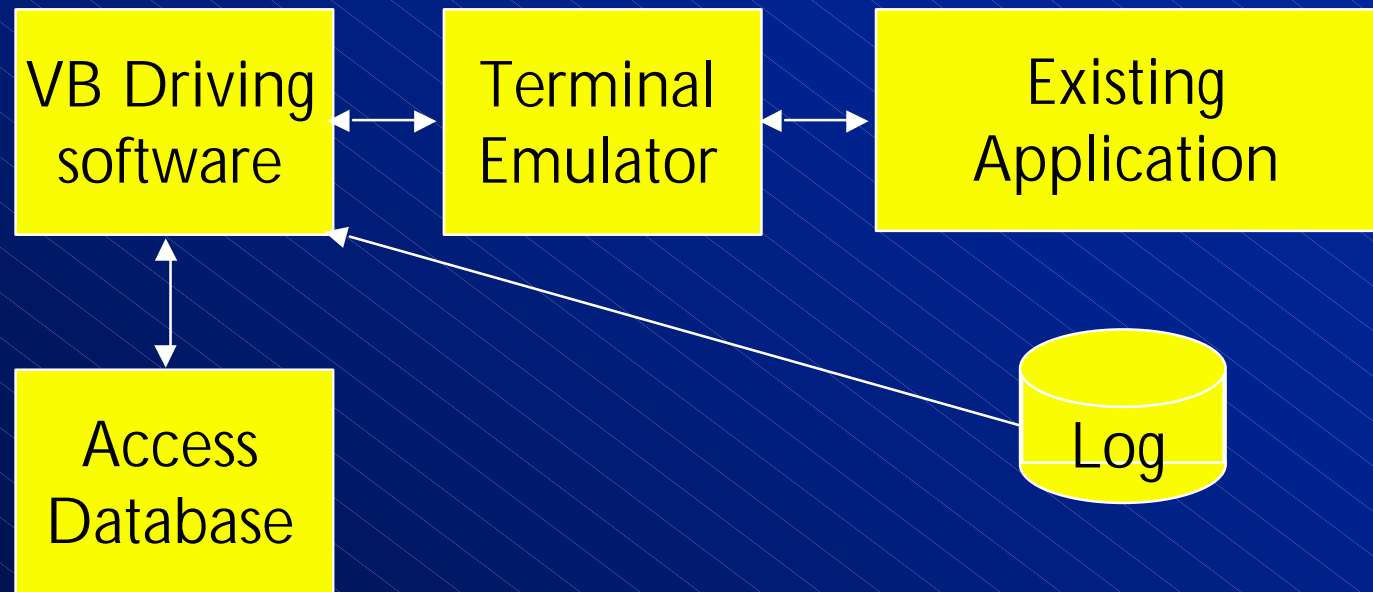 VB Driving
software
Terminal
Emulator
Existing
Application
Access
Database
Log